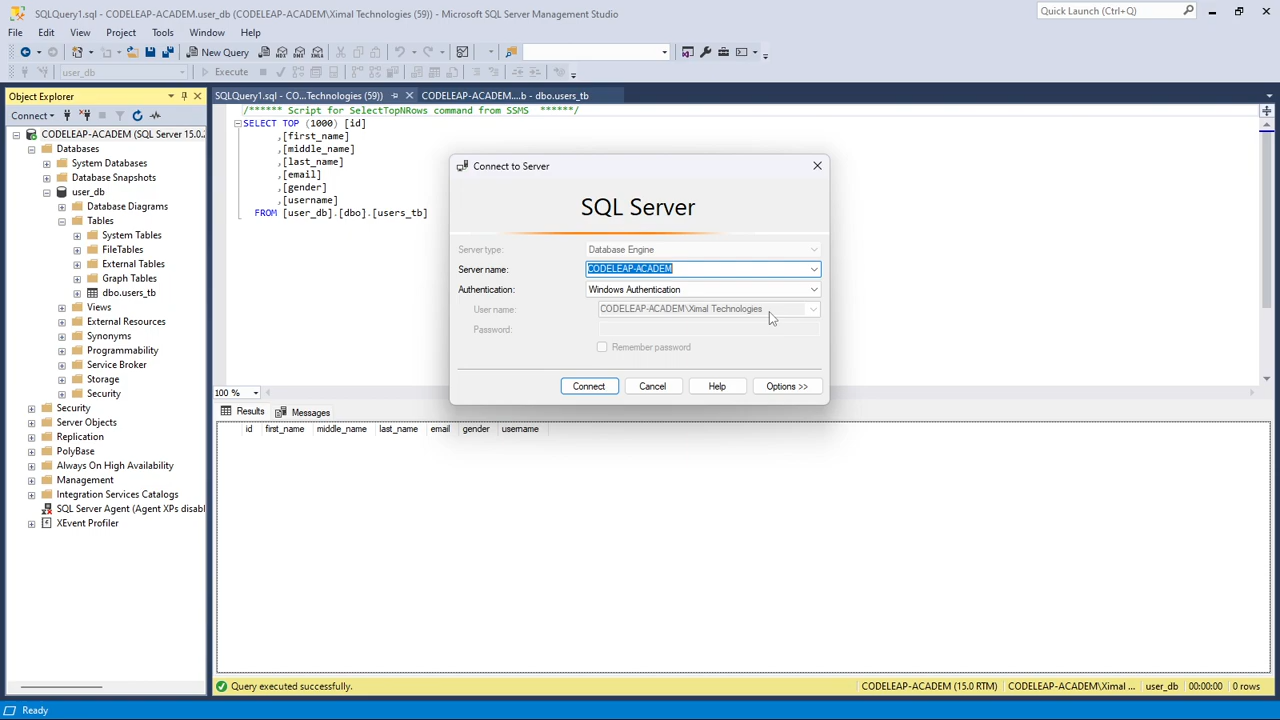 SQLQuery1.sql - CODELEAP-ACADEM.user_db (CODELEAP-ACADEM\Ximal Technologies (59)) - Microsoft SQL Server Management Studio
Quick Launch (Ctrl+Q)
File Edit View Project Tools Window Help
New Query
MDX DMX XMLA DAX
user_db
Execute
Object Explorer
Connect
CODELEAP-ACADEM (SQL Server 15.0.2
Databases
System Databases
Database Snapshots
user_db
Database Diagrams
Tables
System Tables
FileTables
External Tables
Graph Tables
dbo.users_tb
Views
External Resources
Synonyms
Programmability
Service Broker
Storage
Security
Security
Server Objects
Replication
PolyBase
Always On High Availability
Management
Integration Services Catalogs
SQL Server Agent (Agent XPs disabl
XEvent Profiler
SQLQuery1.sql - CO...Technologies (59))
CODELEAP-ACADEM....b - dbo.users_tb
/****** Script for SelectTopNRows command from SSMS ******/
SELECT TOP (1000) [id]
,[first_name]
,[middle_name]
,[last_name]
,[email]
,[gender]
,[username]
FROM [user_db].[dbo].[users_tb]
Connect to Server
SQL Server
Server type: Database Engine
Server name: CODELEAP-ACADEM
Authentication: Windows Authentication
User name: CODELEAP-ACADEM\Ximal Technologies
Password:
Remember password
Connect Cancel Help Options >>
100 %
Results Messages
id first_name middle_name last_name email gender username
Query executed successfully.
CODELEAP-ACADEM (15.0 RTM) CODELEAP-ACADEM\Ximal ... user_db 00:00:00 0 rows
Ready